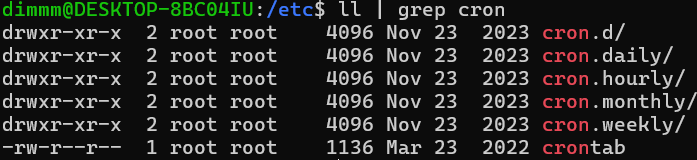 dimmm@DESKTOP-8BC04IU:/etc$ ll | grep cron
drwxr-xr-x  2 root root    4096 Nov 23  2023 cron.d/
drwxr-xr-x  2 root root    4096 Nov 23  2023 cron.daily/
drwxr-xr-x  2 root root    4096 Nov 23  2023 cron.hourly/
drwxr-xr-x  2 root root    4096 Nov 23  2023 cron.monthly/
drwxr-xr-x  2 root root    4096 Nov 23  2023 cron.weekly/
-rw-r--r--  1 root root    1136 Mar 23  2022 crontab